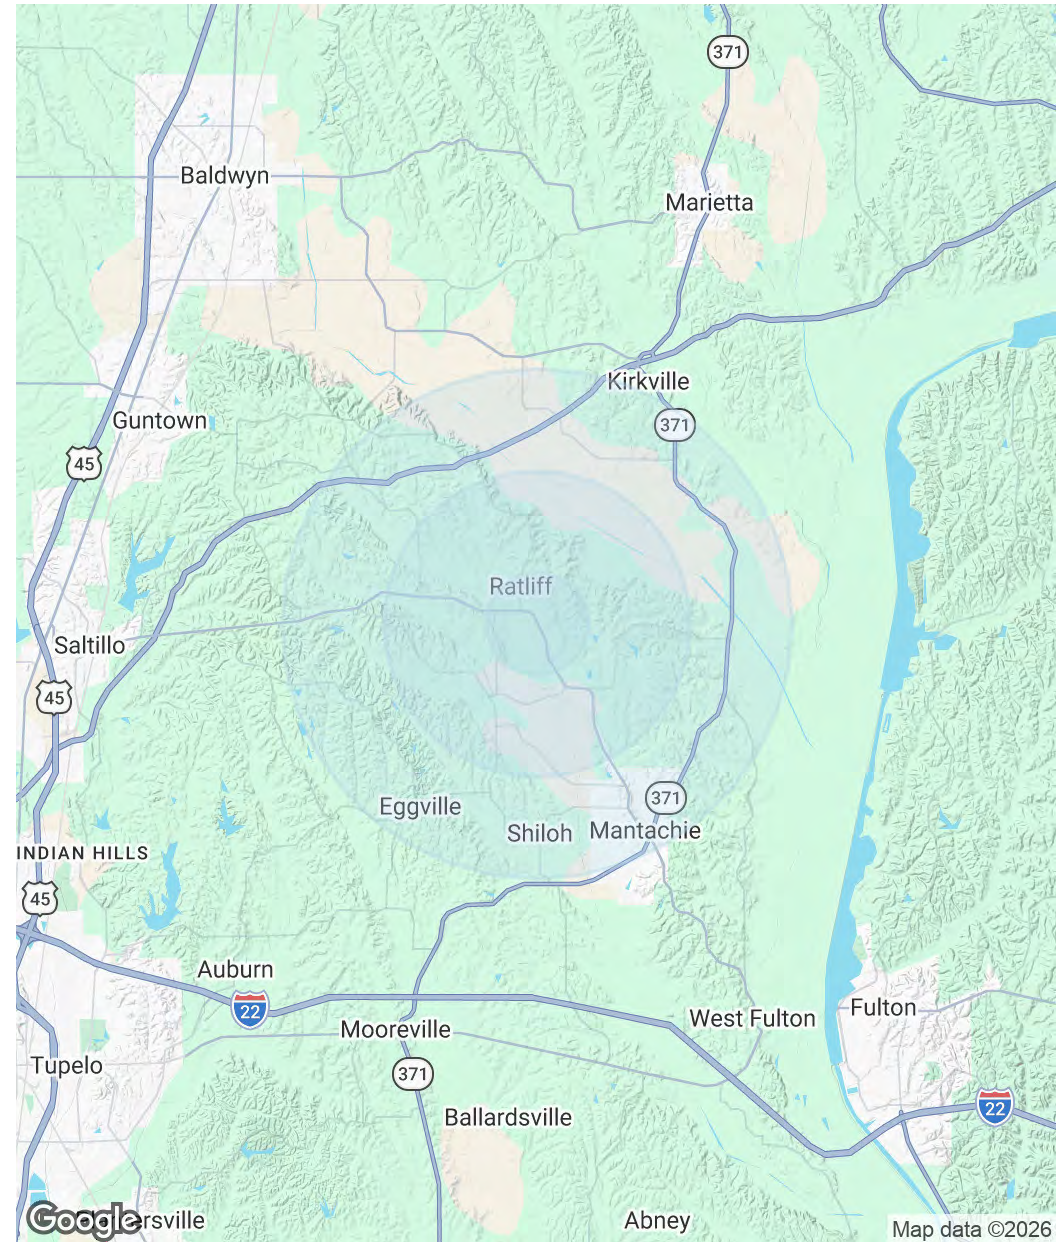 371
Baldwyn
Marietta
Kirkville
Guntown
371
45
Ratliff
Saltillo
45
371
Eggville
Shiloh
Mantachie
INDIAN HILLS
45
Auburn
22
Fulton
West Fulton
Mooreville
Tupelo
371
22
Ballardsville
Google
Abney
Map data ©2026